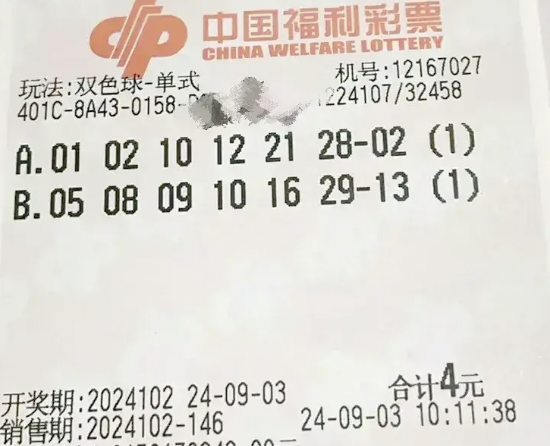 中国福利彩票
CHINA WELFARE LOTTERY
玩法:双色球-单式 机号:12167027
401C-8A43-0158- 224107/32458
A.01 02 10 12 21 28-02 (1)
B.05 08 09 10 16 29-13 (1)
开奖期:2024102 24-09-03 合计4元
销售期:2024102-146 24-09-03 10:11:38